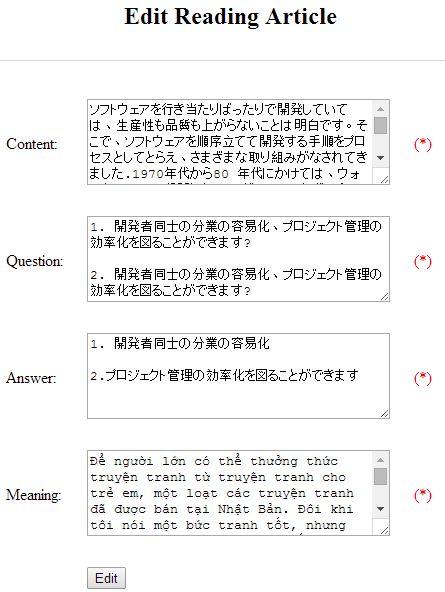 Edit Reading Article
Content:
ソフトウェアを行き当たりばったりで開発していて
は、生産性も品質も上がらないことは明白です。そ
こで、ソフトウェアを順序立てて開発する手順をプロ
セスとしてとらえ、さまざまな取り組みがなされてき
ました.1970年代から80 年代にかけては、ウォ
(*)
Question:
1. 開発者同士の分業の容易化、プロジェクト管理の
効率化を図ることができます?
2. 開発者同士の分業の容易化、プロジェクト管理の
効率化を図ることができます?
(*)
Answer:
1. 開発者同士の分業の容易化
2.プロジェクト管理の効率化を図ることができます
(*)
Meaning:
Để người lớn có thể thưởng thức
truyện tranh từ truyện tranh cho
trẻ em, một loạt các truyện tranh
đã được bán tại Nhật Bản. Đôi khi
tôi nói một bức tranh tốt, nhưng
(*)
Edit